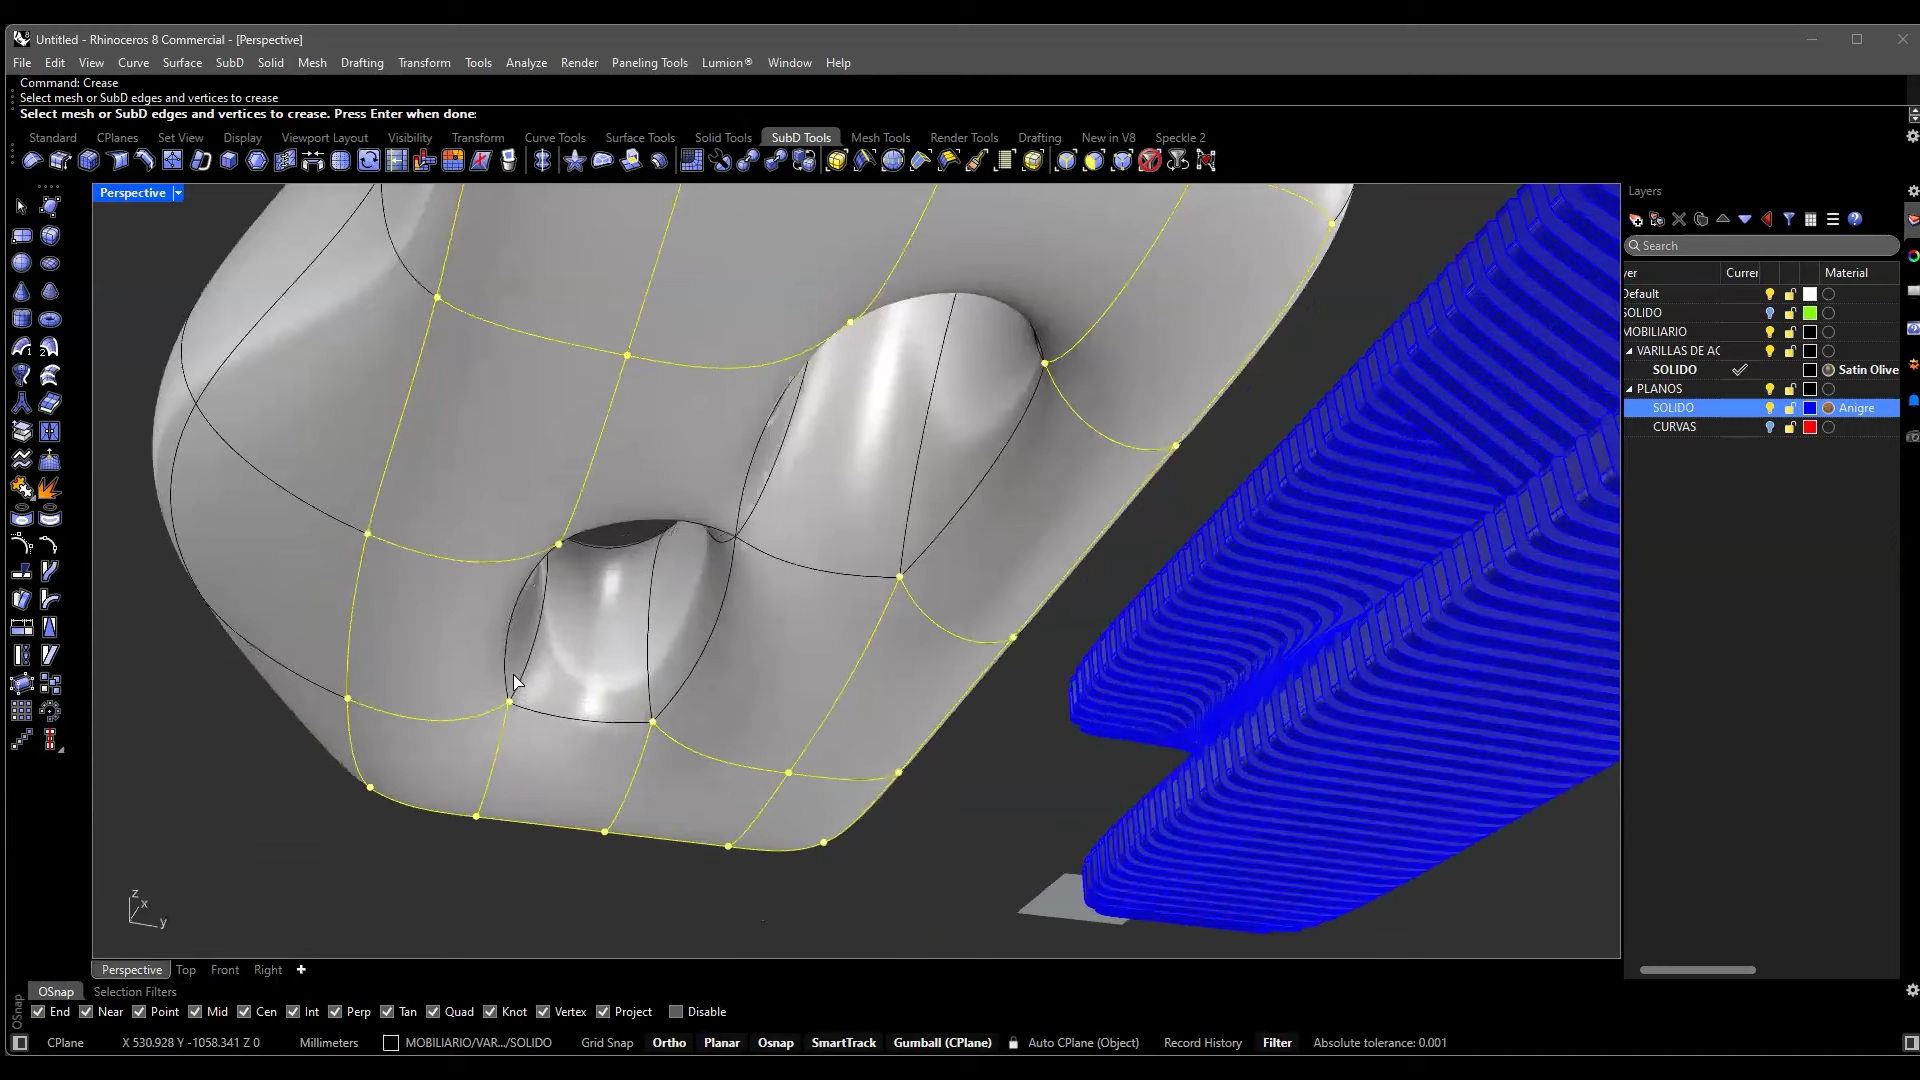 Untitled - Rhinoceros 8 Commercial - [Perspective]
File Edit View Curve Surface SubD Solid Mesh Drafting Transform Tools Analyze Render Paneling Tools Lumion® Window Help
Command: Crease
Select mesh or SubD edges and vertices to crease
Select mesh or SubD edges and vertices to crease. Press Enter when done:
Standard CPlanes Set View Display Viewport Layout Visibility Transform Curve Tools Surface Tools Solid Tools SubD Tools Mesh Tools Render Tools Drafting New in V8 Speckle 2
Perspective
Layers
Search
yer Currer Material
Default
SOLIDO
MOBILIARIO
VARILLAS DE AC
SOLIDO Satin Olive
PLANOS
SOLIDO Anigre
CURVAS
z
x
y
Perspective Top Front Right
OSnap Selection Filters
OSnap
End Near Point Mid Cen Int Perp Tan Quad Knot Vertex Project Disable
CPlane X 530.928 Y -1058.341 Z 0 Millimeters MOBILIARIO/VAR.../SOLIDO Grid Snap Ortho Planar Osnap SmartTrack Gumball (CPlane) Auto CPlane (Object) Record History Filter Absolute tolerance: 0.001